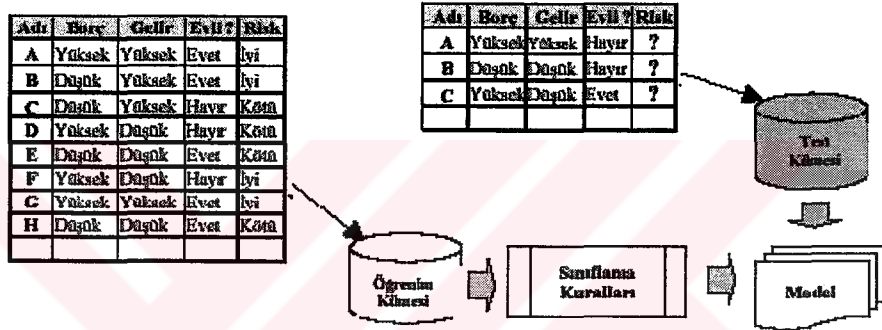 Adı Borç Gelir Evli ? Risk
A Yüksek Yüksek Evet İyi
B Düşük Yüksek Evet İyi
C Düşük Yüksek Hayır Kötü
D Yüksek Düşük Hayır Kötü
E Düşük Düşük Evet Kötü
F Yüksek Düşük Hayır İyi
G Yüksek Yüksek Evet İyi
H Düşük Düşük Evet Kötü
Adı Borç Gelir Evli ? Risk
A Yüksek Yüksek Hayır ?
B Düşük Düşük Hayır ?
C Yüksek Düşük Evet ?
Test
Kümesi
Öğrenim
Kümesi
Sınıflama
Kuralları
Model